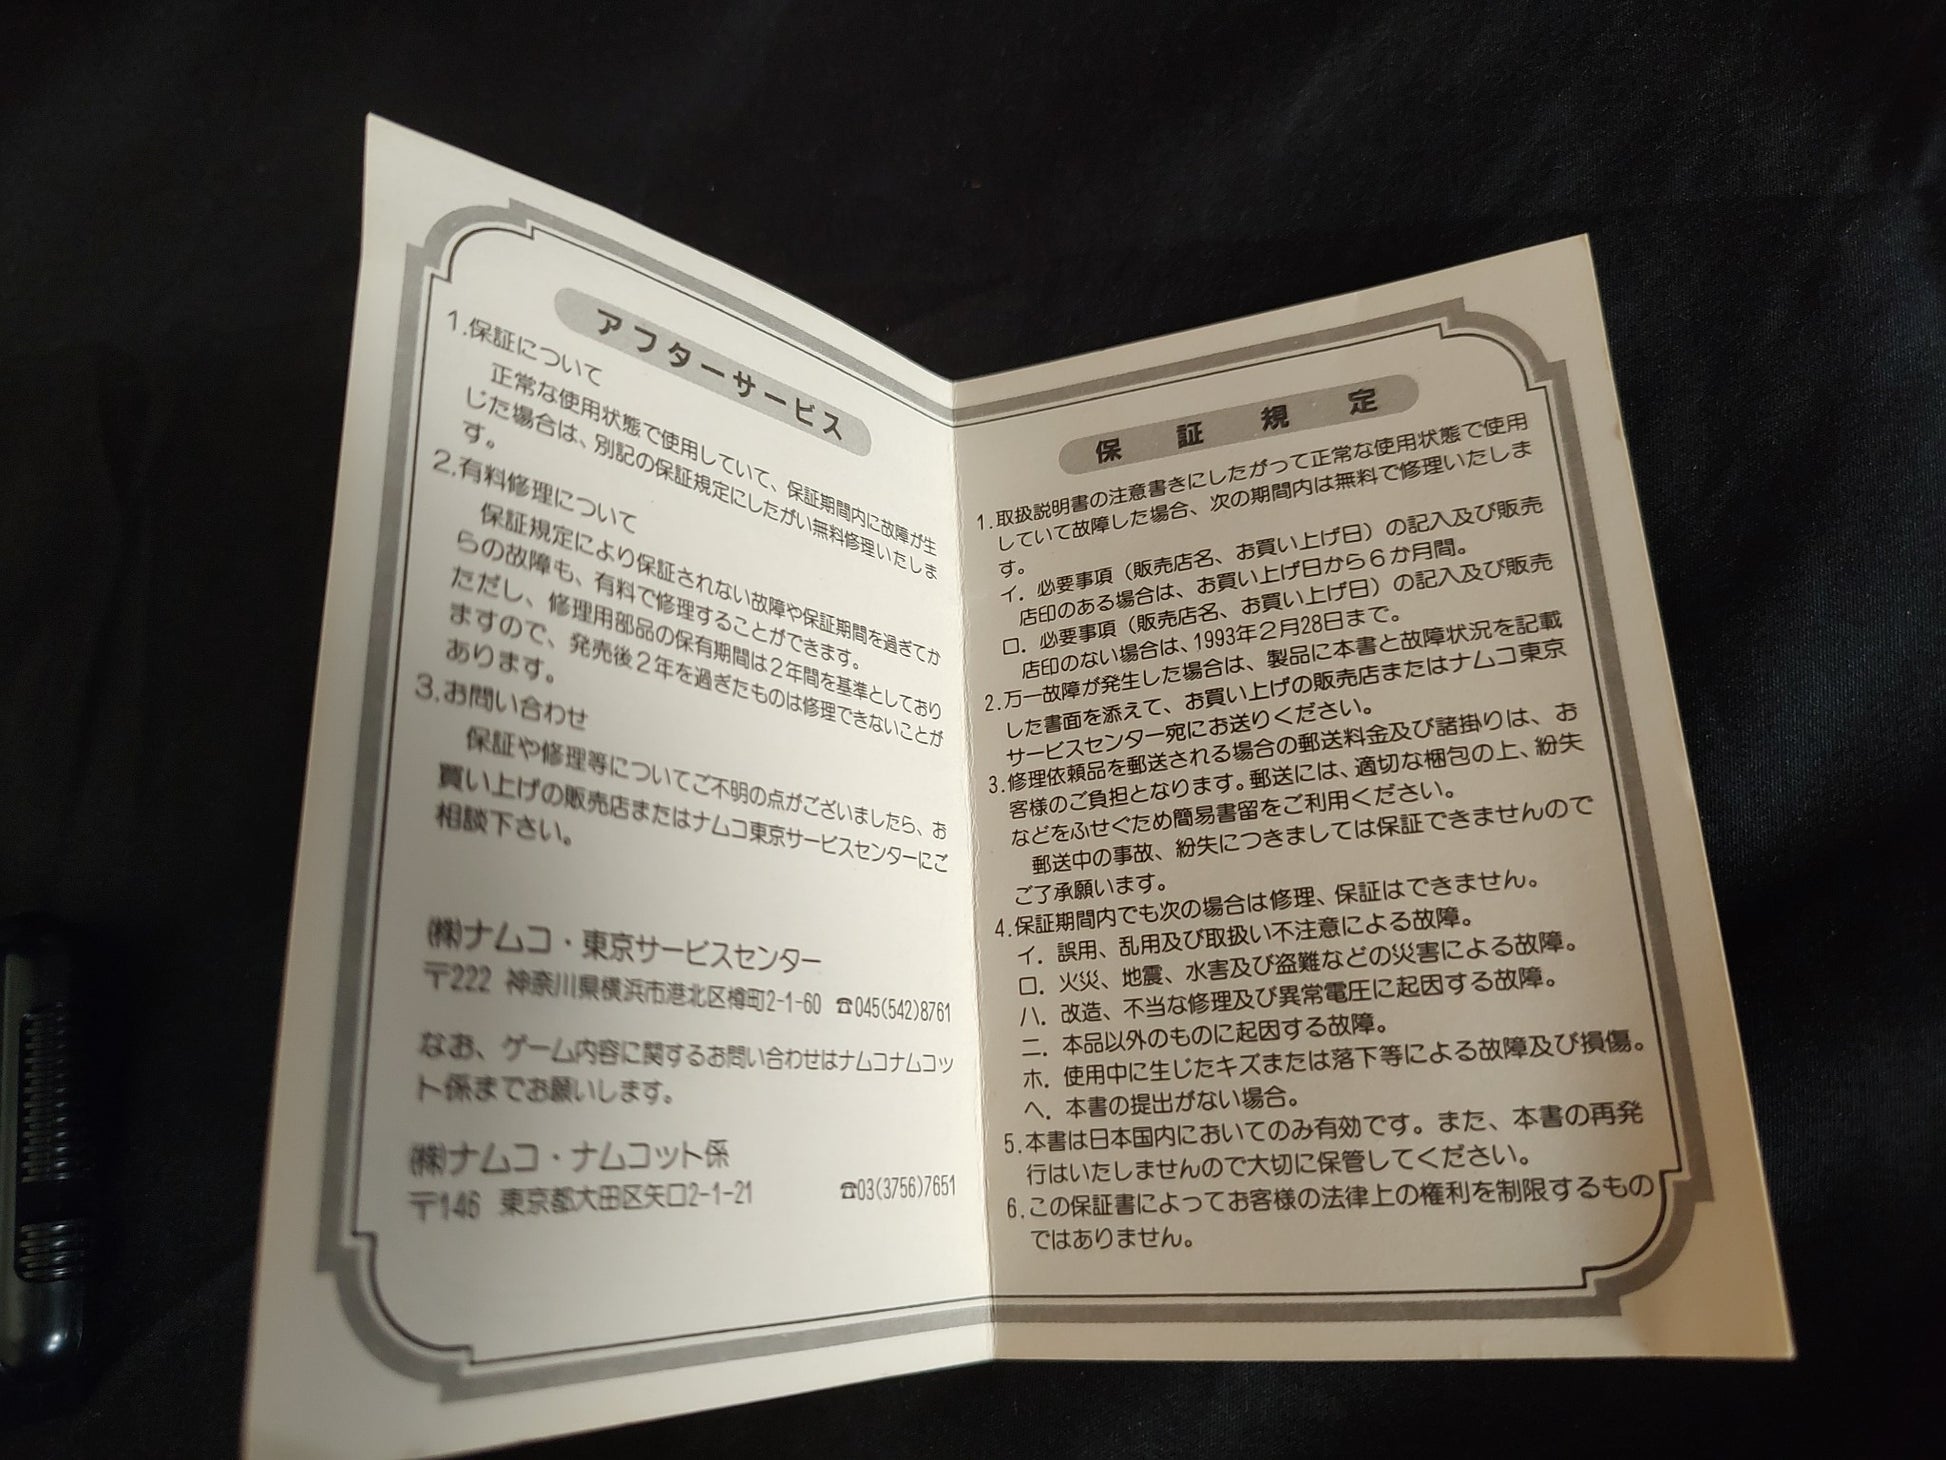 アフターサービス
1.保証について
正常な使用状態で使用していて、保証期間内に故障が生
じた場合は、別記の保証規定にしたがい無料修理いたしま
す。
2.有料修理について
保証規定により保証されない故障や保証期間を過ぎてか
らの故障も、有料で修理することができます。
ただし、修理用部品の保有期間は2年間を基準としており
ますので、発売後2年を過ぎたものは修理できないことが
あります。
3.お問い合わせ
保証や修理等についてご不明の点がございましたら、お
買い上げの販売店またはナムコ東京サービスセンターにご
相談下さい。
㈱ナムコ・東京サービスセンター
〒222 神奈川県横浜市港北区樽町2-1-60 ☎045(542)8761
なお、ゲーム内容に関するお問い合わせはナムコナムコッ
ト係までお願いします。
㈱ナムコ・ナムコット係
〒146 東京都大田区矢口2-1-21 ☎03(3756)7651
保証規定
1.取扱説明書の注意書きにしたがって正常な使用状態で使用
していて故障した場合、次の期間内は無料で修理いたしま
す。
イ．必要事項（販売店名、お買い上げ日）の記入及び販売
店印のある場合は、お買い上げ日から6か月間。
ロ．必要事項（販売店名、お買い上げ日）の記入及び販売
店印のない場合は、1993年2月28日まで。
2.万一故障が発生した場合は、製品に本書と故障状況を記載
した書面を添えて、お買い上げの販売店またはナムコ東京
サービスセンター宛にお送りください。
3.修理依頼品を郵送される場合の郵送料金及び諸掛りは、お
客様のご負担となります。郵送には、適切な梱包の上、紛失
などをふせぐため簡易書留をご利用ください。
郵送中の事故、紛失につきましては保証できませんので
ご了承願います。
4.保証期間内でも次の場合は修理、保証はできません。
イ．誤用、乱用及び取扱い不注意による故障。
ロ．火災、地震、水害及び盗難などの災害による故障。
ハ．改造、不当な修理及び異常電圧に起因する故障。
ニ．本品以外のものに起因する故障。
ホ．使用中に生じたキズまたは落下等による故障及び損傷。
ヘ．本書の提出がない場合。
5.本書は日本国内においてのみ有効です。また、本書の再発
行はいたしませんので大切に保管してください。
6.この保証書によってお客様の法律上の権利を制限するもの
ではありません。